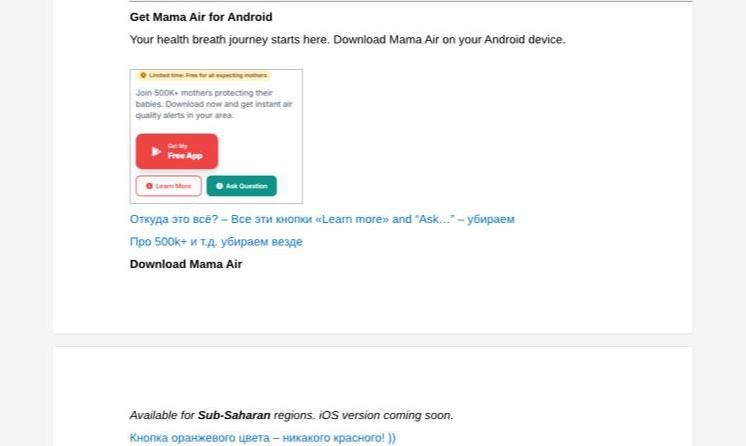 Get Mama Air for Android
Your health breath journey starts here. Download Mama Air on your Android device.
Limited time: Free for all expecting mothers
Join 500K+ mothers protecting their
babies. Download now and get instant air
quality alerts in your area.
Get My
Free App
Learn More
Ask Question
Откуда это всё? – Все эти кнопки «Learn more» and “Ask…” – убираем
Про 500k+ и т.д. убираем везде
Download Mama Air
Available for Sub-Saharan regions. iOS version coming soon.
Кнопка оранжевого цвета – никакого красного! ))